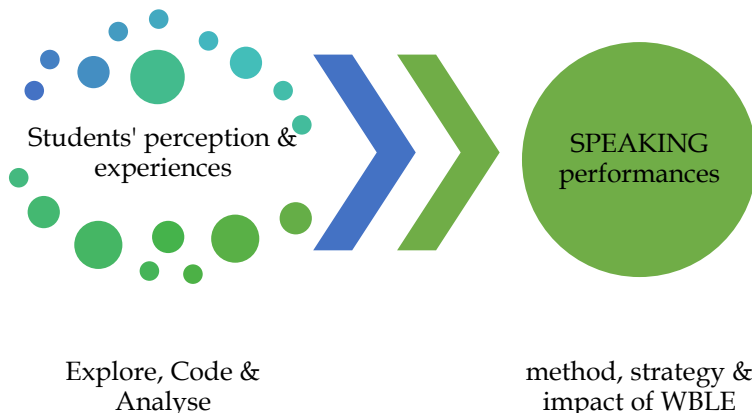 Students' perception &
experiences
SPEAKING
performances
Explore, Code &
Analyse
method, strategy &
impact of WBLE